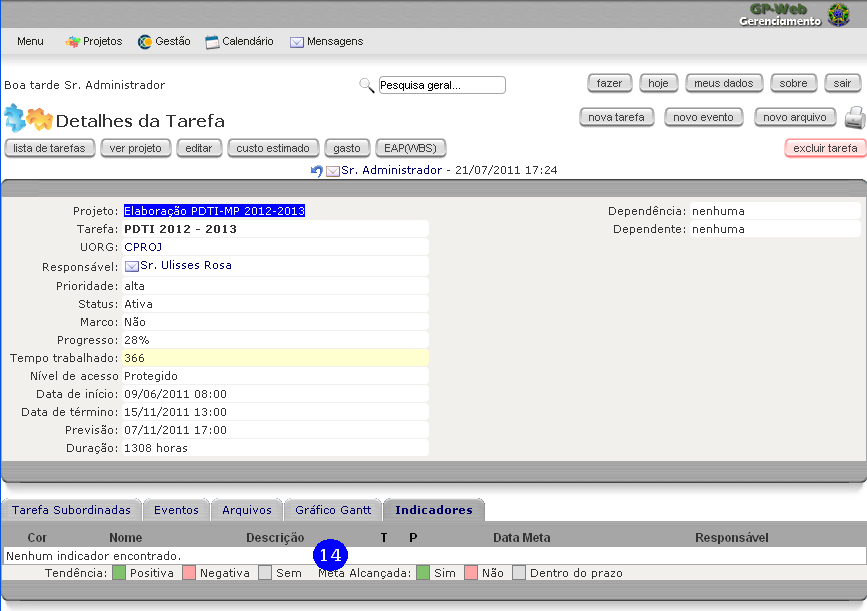 GP-Web
Gerenciamento
Menu Projetos Gestão Calendário Mensagens
Boa tarde Sr. Administrador Pesquisa geral... fazer hoje meus dados sobre sair
Detalhes da Tarefa nova tarefa novo evento novo arquivo
lista de tarefas ver projeto editar custo estimado gasto EAP(WBS) excluir tarefa
Sr. Administrador - 21/07/2011 17:24
Projeto: Elaboração PDTI-MP 2012-2013 Dependência: nenhuma
Tarefa: PDTI 2012 - 2013 Dependente: nenhuma
UORG: CPROJ
Responsável: Sr. Ulisses Rosa
Prioridade: alta
Status: Ativa
Marco: Não
Progresso: 28%
Tempo trabalhado: 366
Nível de acesso Protegido
Data de início: 09/06/2011 08:00
Data de término: 15/11/2011 13:00
Previsão: 07/11/2011 17:00
Duração: 1308 horas
Tarefa Subordinadas Eventos Arquivos Gráfico Gantt Indicadores
Cor Nome Descrição T P Data Meta Responsável
Nenhum indicador encontrado. 14
Tendência: Positiva Negativa Sem Meta Alcançada: Sim Não Dentro do prazo